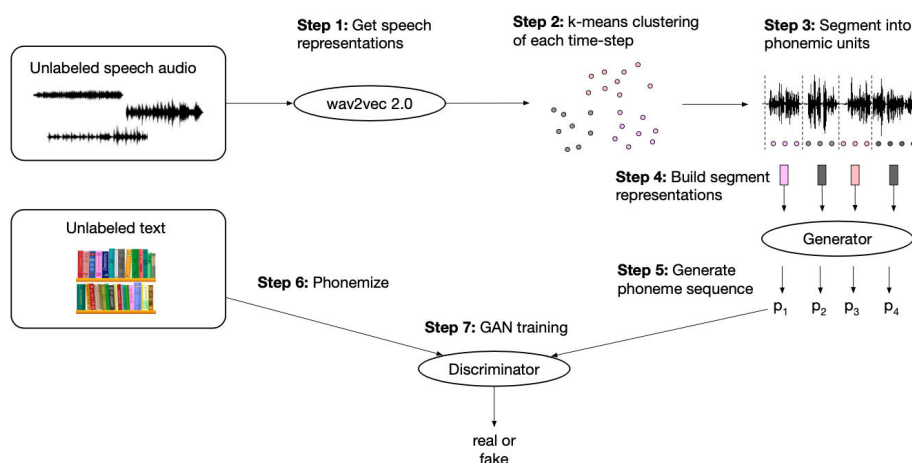 Step 1: Get speech
representations
Step 2: k-means clustering
of each time-step
Step 3: Segment into
phonemic units
Unlabeled speech audio
wav2vec 2.0
Step 4: Build segment
representations
Unlabeled text
Generator
Step 5: Generate
phoneme sequence
Step 6: Phonemize
p1 p2 p3 p4
Step 7: GAN training
Discriminator
real or
fake